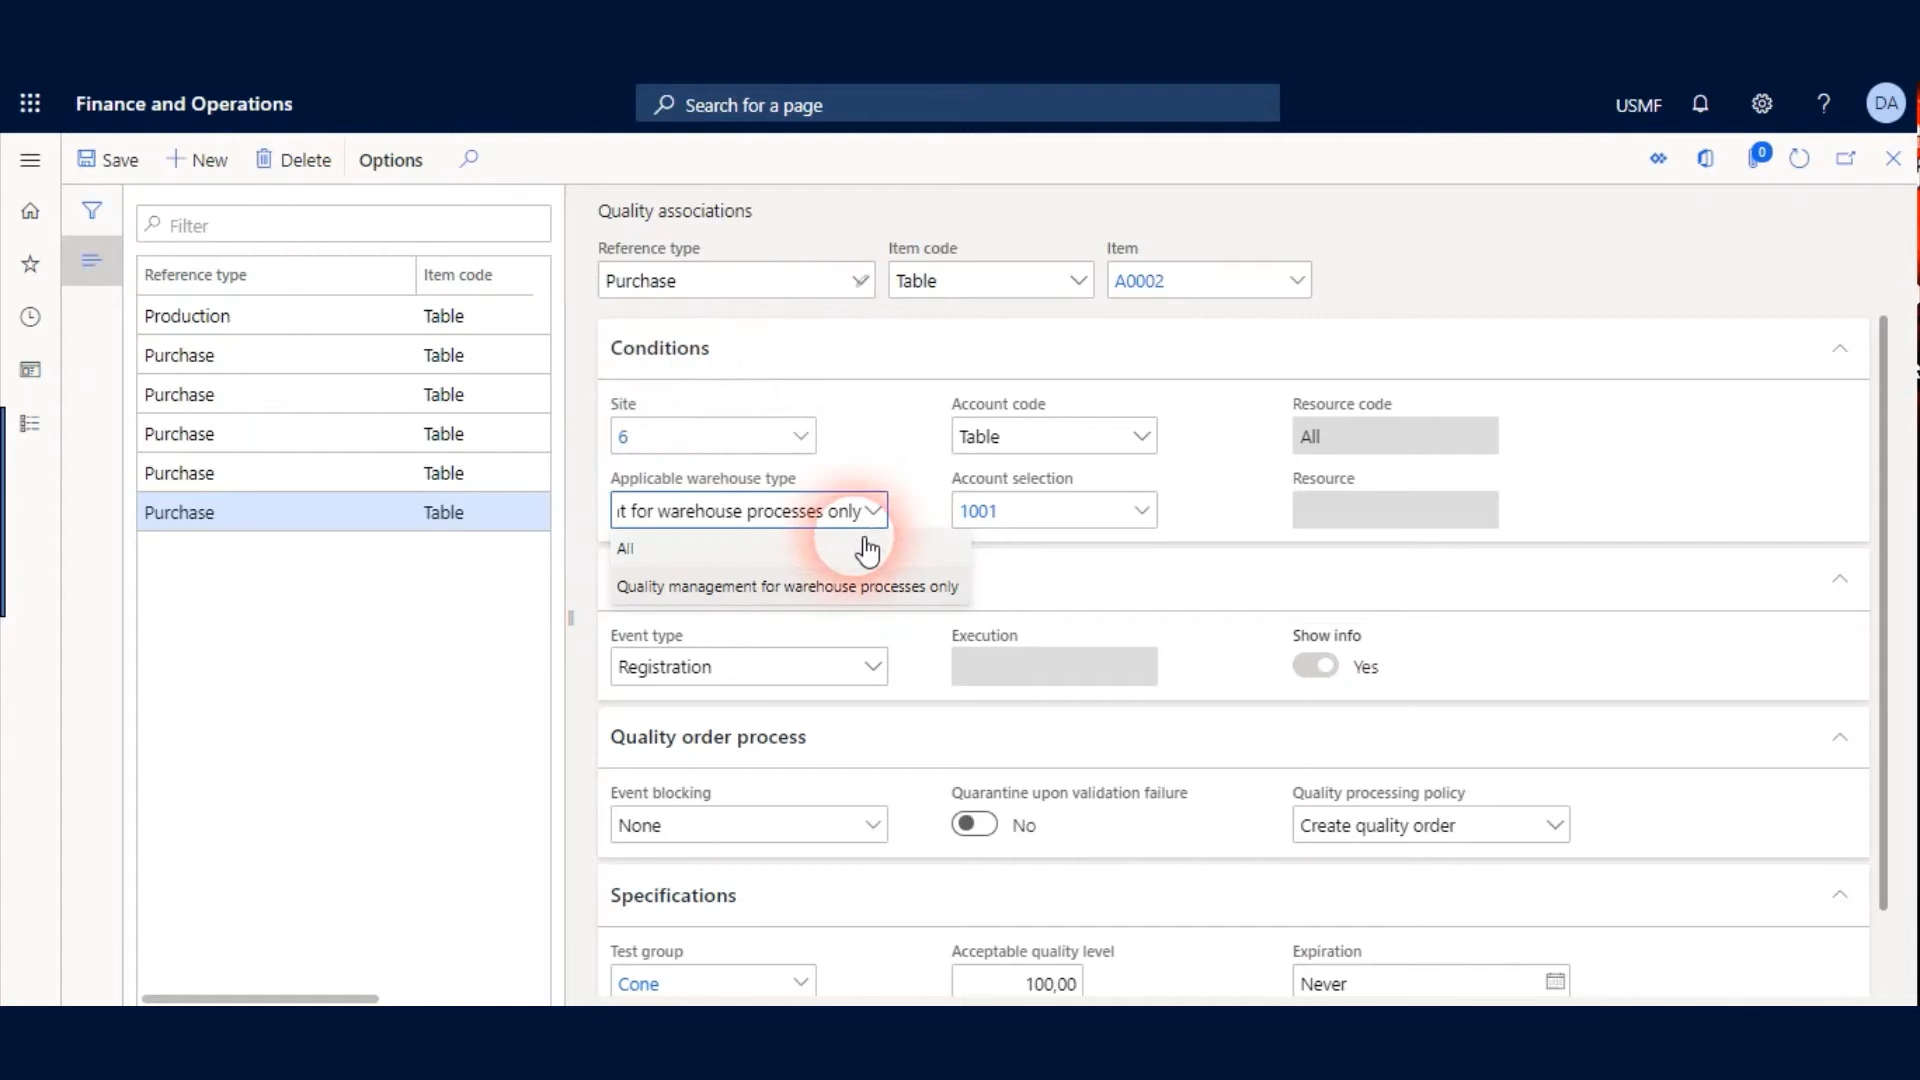 Finance and Operations
Search for a page
USMF
DA
Save
New
Delete
Options
0
Filter
Reference type Item code
Production Table
Purchase Table
Purchase Table
Purchase Table
Purchase Table
Purchase Table
Quality associations
Reference type Item code Item
Purchase Table A0002
Conditions
Site Account code Resource code
6 Table All
Applicable warehouse type Account selection Resource
t for warehouse processes only 1001
All
Quality management for warehouse processes only
Event type Execution Show info
Registration Yes
Quality order process
Event blocking Quarantine upon validation failure Quality processing policy
None No Create quality order
Specifications
Test group Acceptable quality level Expiration
Cone 100,00 Never